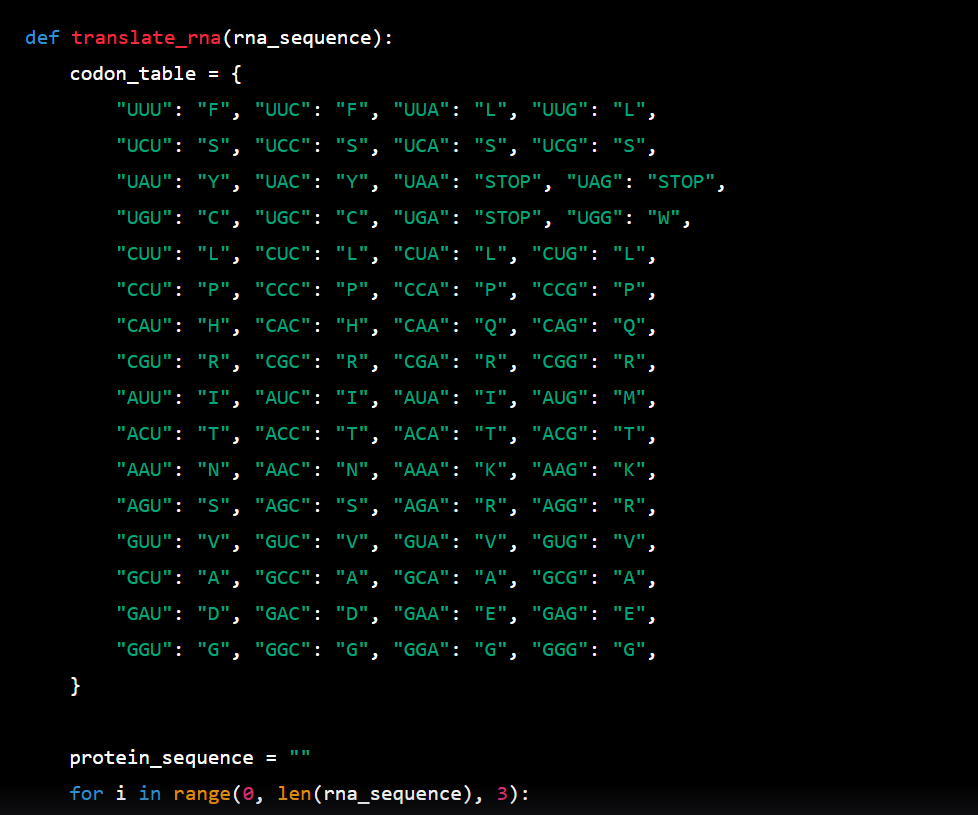 def translate_rna(rna_sequence):
    codon_table = {
        "UUU": "F", "UUC": "F", "UUA": "L", "UUG": "L",
        "UCU": "S", "UCC": "S", "UCA": "S", "UCG": "S",
        "UAU": "Y", "UAC": "Y", "UAA": "STOP", "UAG": "STOP",
        "UGU": "C", "UGC": "C", "UGA": "STOP", "UGG": "W",
        "CUU": "L", "CUC": "L", "CUA": "L", "CUG": "L",
        "CCU": "P", "CCC": "P", "CCA": "P", "CCG": "P",
        "CAU": "H", "CAC": "H", "CAA": "Q", "CAG": "Q",
        "CGU": "R", "CGC": "R", "CGA": "R", "CGG": "R",
        "AUU": "I", "AUC": "I", "AUA": "I", "AUG": "M",
        "ACU": "T", "ACC": "T", "ACA": "T", "ACG": "T",
        "AAU": "N", "AAC": "N", "AAA": "K", "AAG": "K",
        "AGU": "S", "AGC": "S", "AGA": "R", "AGG": "R",
        "GUU": "V", "GUC": "V", "GUA": "V", "GUG": "V",
        "GCU": "A", "GCC": "A", "GCA": "A", "GCG": "A",
        "GAU": "D", "GAC": "D", "GAA": "E", "GAG": "E",
        "GGU": "G", "GGC": "G", "GGA": "G", "GGG": "G",
    }
    protein_sequence = ""
    for i in range(0, len(rna_sequence), 3):